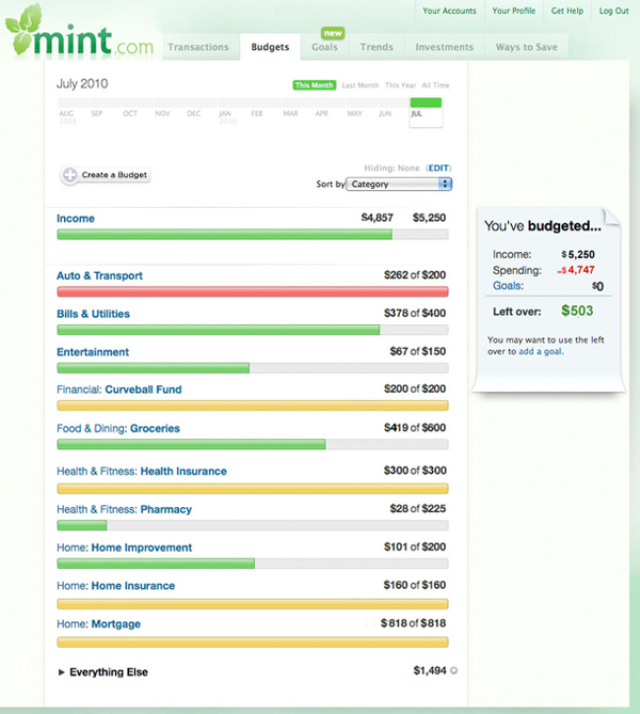 Your Accounts Your Profile Get Help Log Out
mint.com
Transactions Budgets Goals new Trends Investments Ways to Save
July 2010
This Month Last Month This Year All Time
AUG SEP OCT NOV DEC JAN FEB MAR APR MAY JUN JUL
2009 2010
Create a Budget
Hiding: None (EDIT)
Sort by Category
Income $4,857 $5,250
Auto & Transport $262 of $200
Bills & Utilities $378 of $400
Entertainment $67 of $150
Financial: Curveball Fund $200 of $200
Food & Dining: Groceries $419 of $600
Health & Fitness: Health Insurance $300 of $300
Health & Fitness: Pharmacy $28 of $225
Home: Home Improvement $101 of $200
Home: Home Insurance $160 of $160
Home: Mortgage $818 of $818
Everything Else $1,494
You've budgeted...
Income: $5,250
Spending: -$4,747
Goals: $0
Left over: $503
You may want to use the left
over to add a goal.